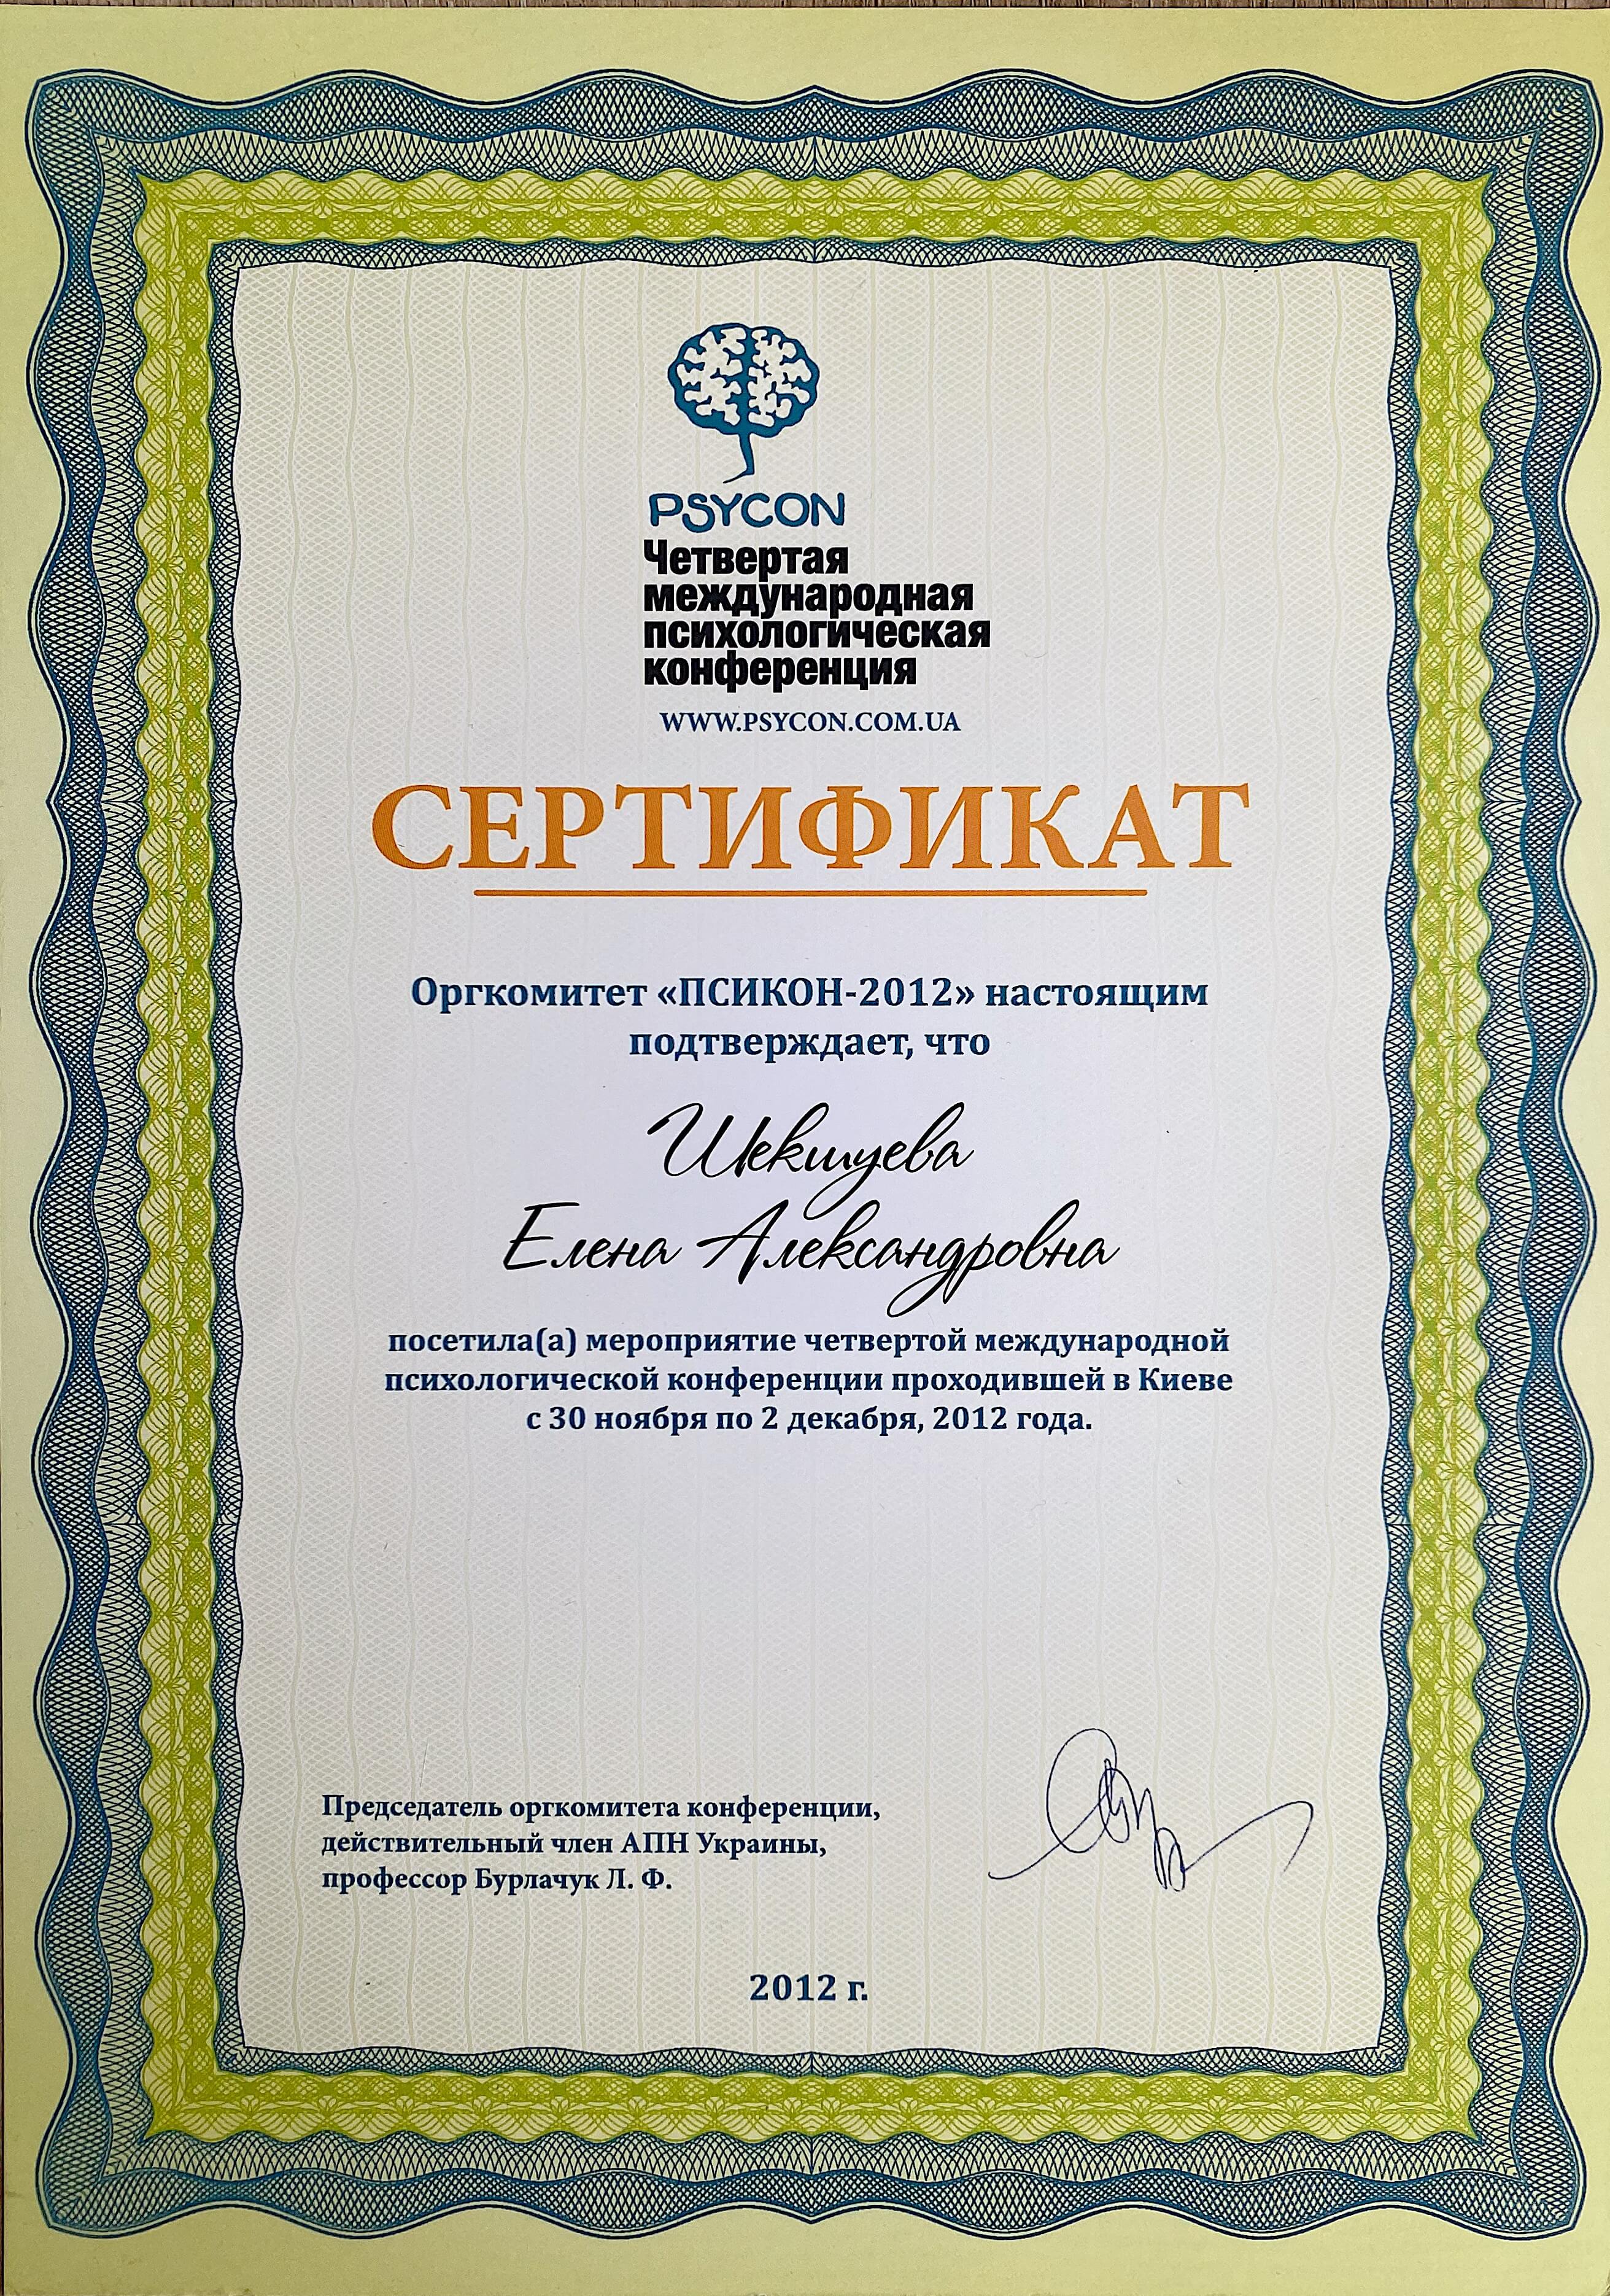 PSYCON
Четвертая
международная
психологическая
конференция
WWW.PSYCON.COM.UA
СЕРТИФИКАТ
Оргкомитет «ПСИКОН-2012» настоящим
подтверждает, что
Шекшуева
Елена Александровна
посетила(а) мероприятие четвертой международной
психологической конференции проходившей в Киеве
с 30 ноября по 2 декабря, 2012 года.
Председатель оргкомитета конференции,
действительный член АПН Украины,
профессор Бурлачук Л. Ф.
2012 г.